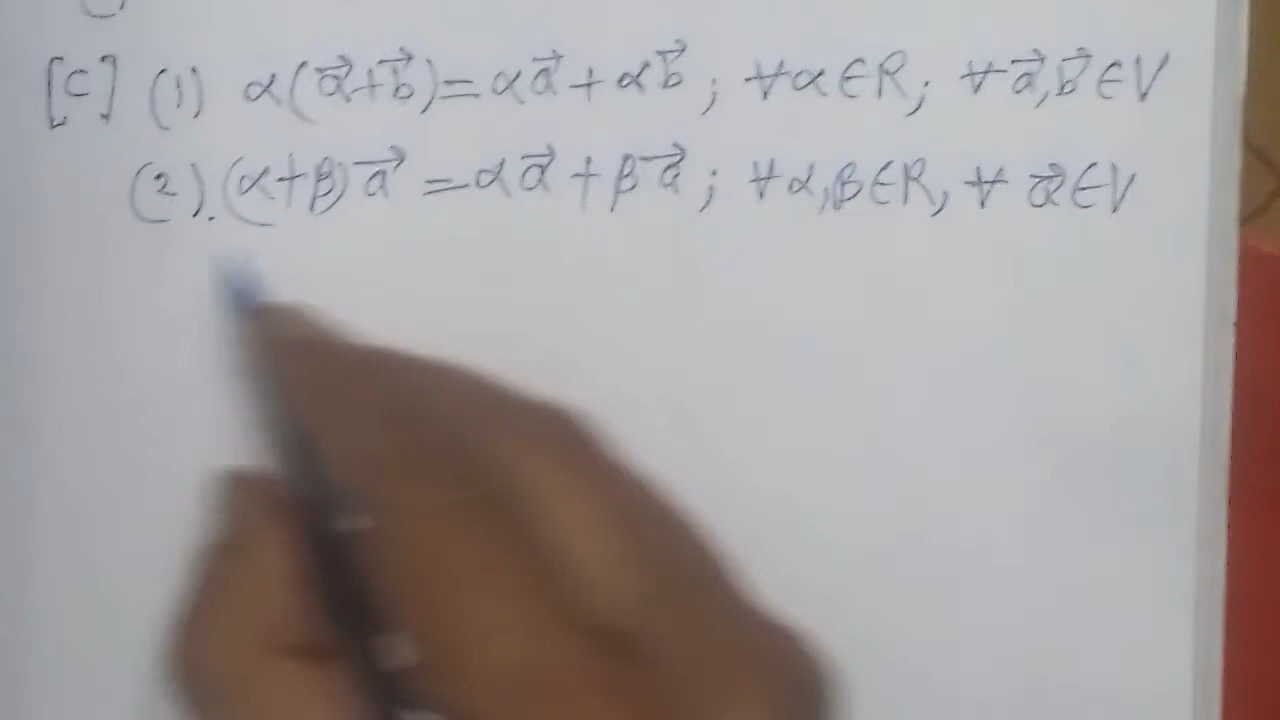 [C] (1) α(a⃗+b⃗)=αa⃗+αb⃗; ∀α∈R; ∀a⃗,b⃗∈V
(2). (α+β)a⃗=αa⃗+βa⃗; ∀α,β∈R, ∀ a⃗∈V